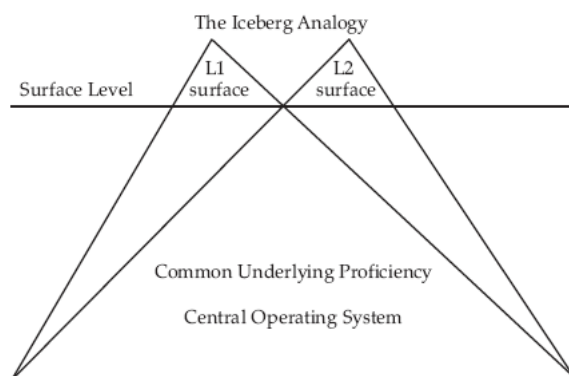 The Iceberg Analogy
L1
surface
L2
surface
Surface Level
Common Underlying Proficiency
Central Operating System